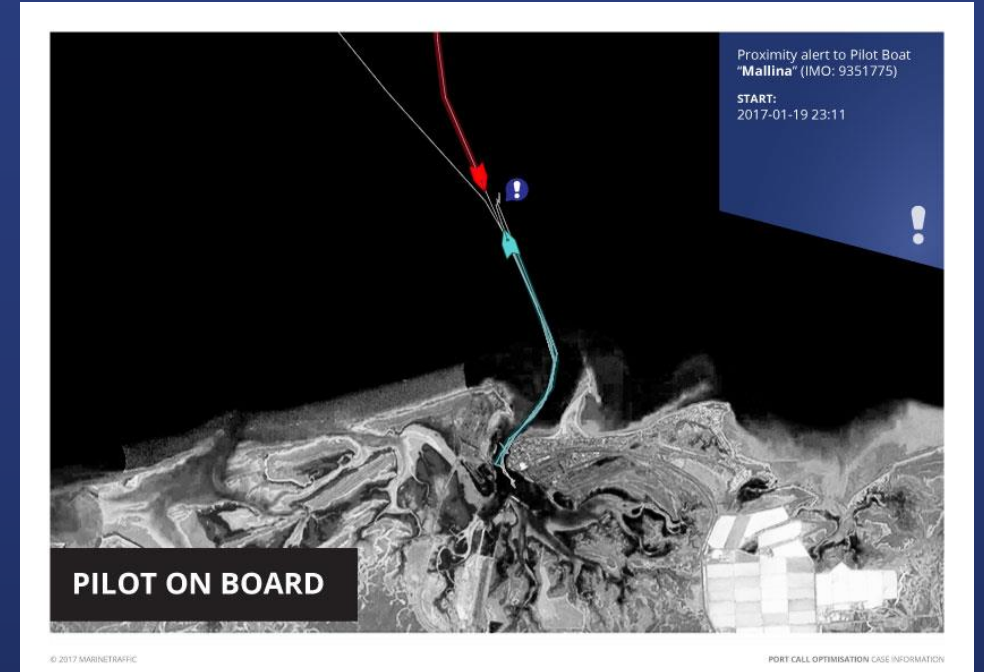 Proximity alert to Pilot Boat
"Mallina" (IMO: 9351775)
START:
2017-01-19 23:11
!
!
PILOT ON BOARD
© 2017 MARINETRAFFIC
PORT CALL OPTIMISATION CASE INFORMATION